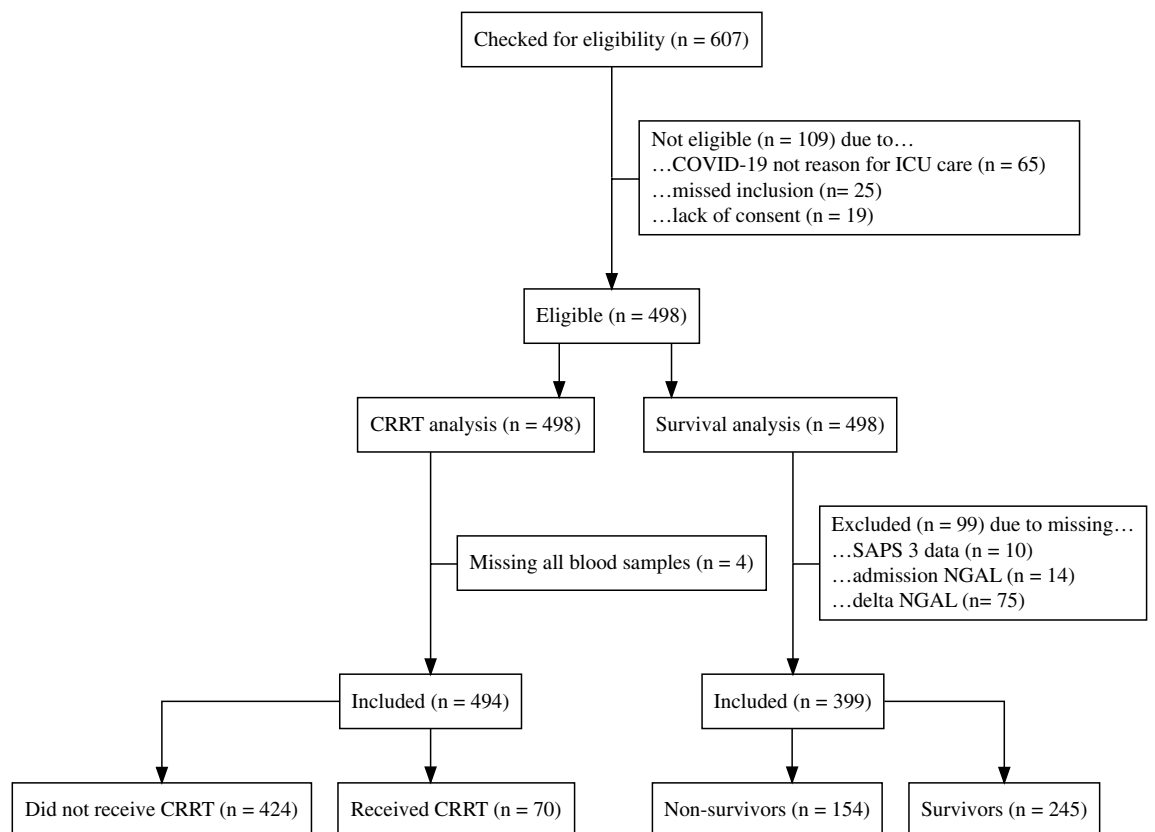 Checked for eligibility (n = 607)
Not eligible (n = 109) due to…
…COVID-19 not reason for ICU care (n = 65)
…missed inclusion (n= 25)
…lack of consent (n = 19)
Eligible (n = 498)
CRRT analysis (n = 498)
Survival analysis (n = 498)
Missing all blood samples (n = 4)
Excluded (n = 99) due to missing…
…SAPS 3 data (n = 10)
…admission NGAL (n = 14)
…delta NGAL (n= 75)
Included (n = 494)
Included (n = 399)
Did not receive CRRT (n = 424)
Received CRRT (n = 70)
Non-survivors (n = 154)
Survivors (n = 245)